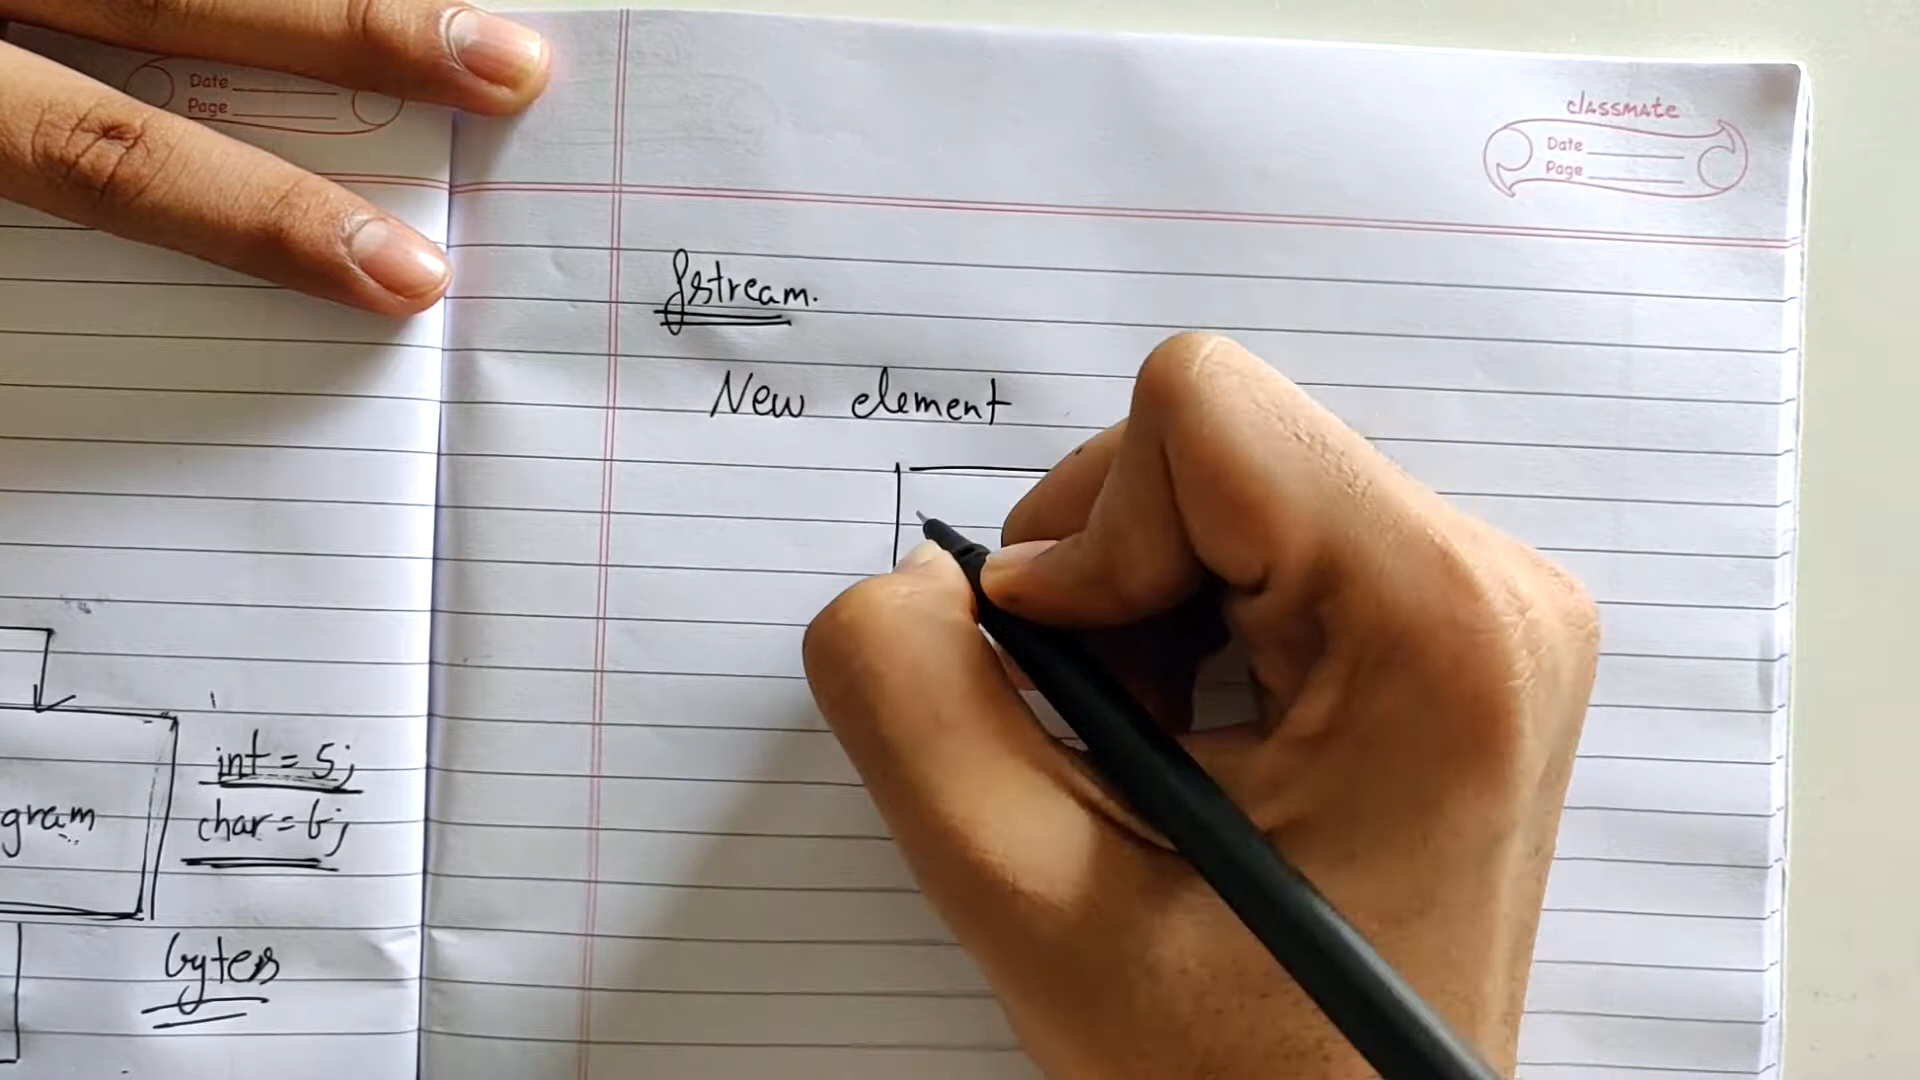 Date
Page
gram
int = 5;
char = 6;
bytes
classmate
Date
Page
fstream.
New element